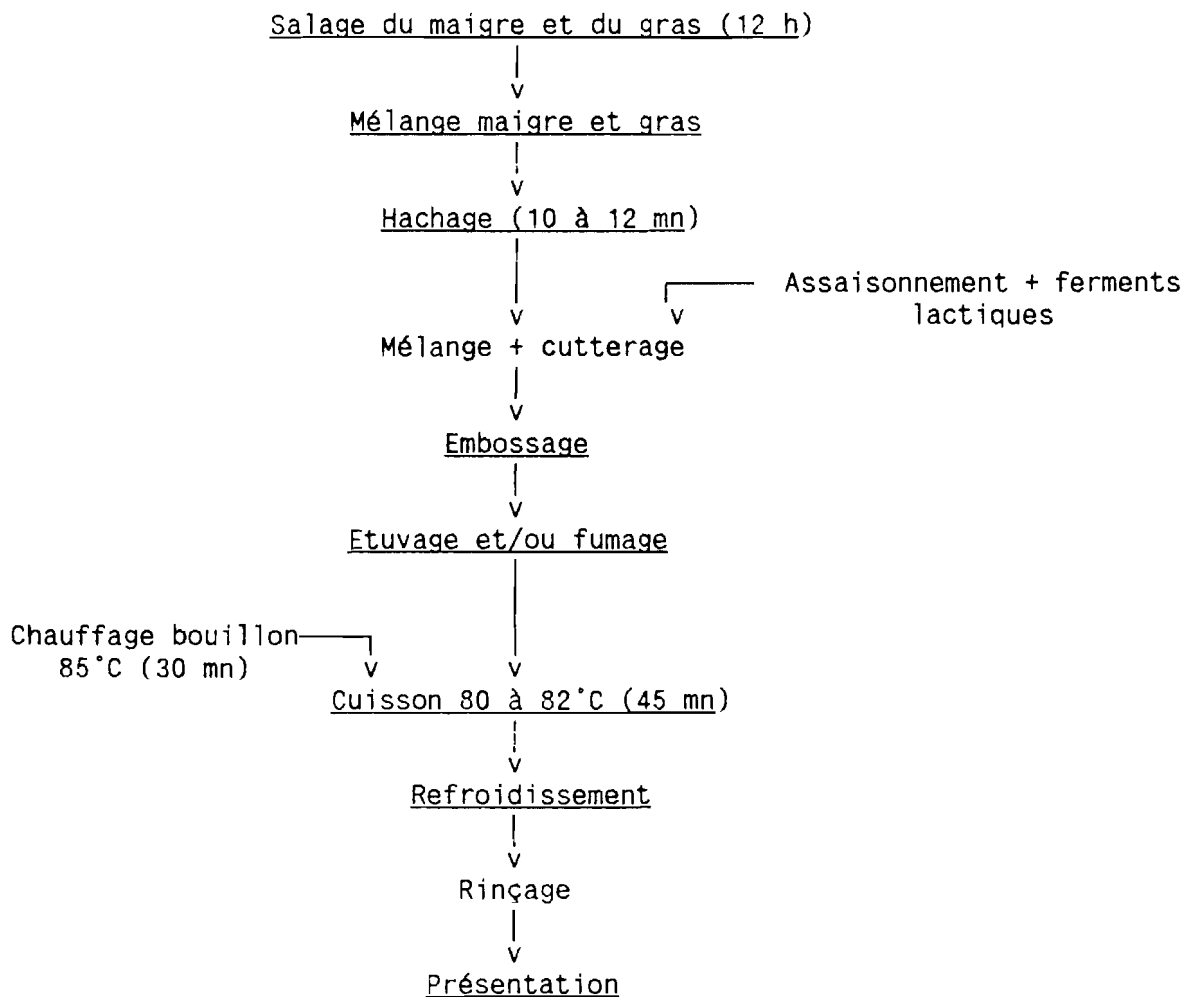 Salage du maigre et du gras (12 h)
Mélange maigre et gras
Hachage (10 à 12 mn)
Assaisonnement + ferments
lactiques
Mélange + cutterage
Embossage
Etuvage et/ou fumage
Chauffage bouillon
85°C (30 mn)
Cuisson 80 à 82°C (45 mn)
Refroidissement
Rinçage
Présentation